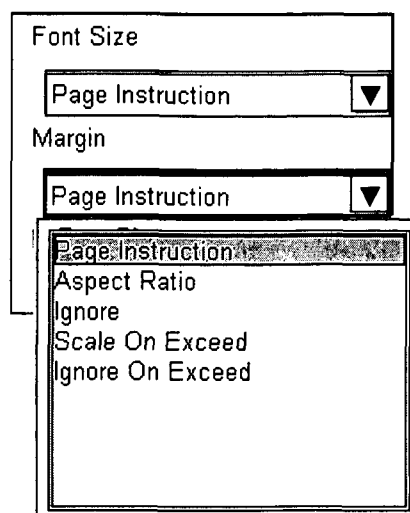 Font Size
Page Instruction
Margin
Page Instruction
Page Instruction
Aspect Ratio
Ignore
Scale On Exceed
Ignore On Exceed